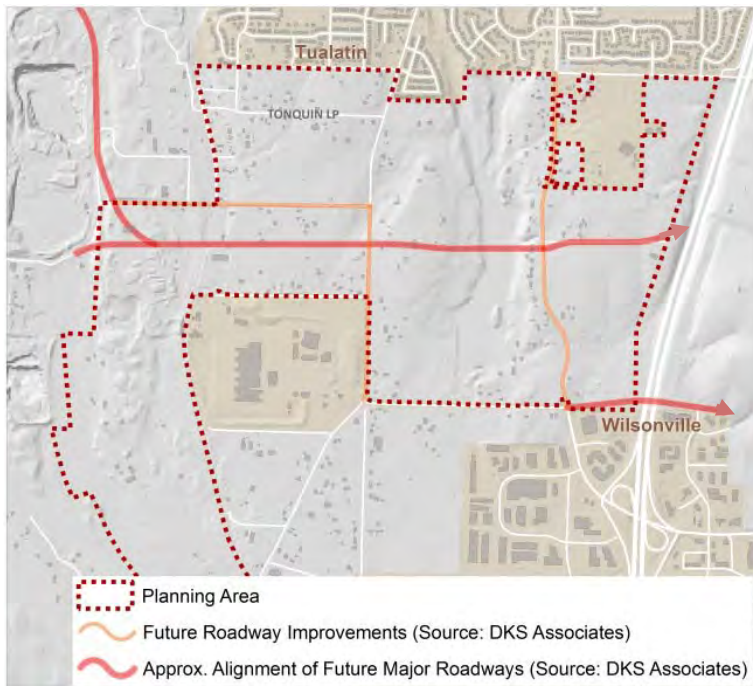 Tualatin
TONQUIN LP
Wilsonville
Planning Area
Future Roadway Improvements (Source: DKS Associates)
Approx. Alignment of Future Major Roadways (Source: DKS Associates)